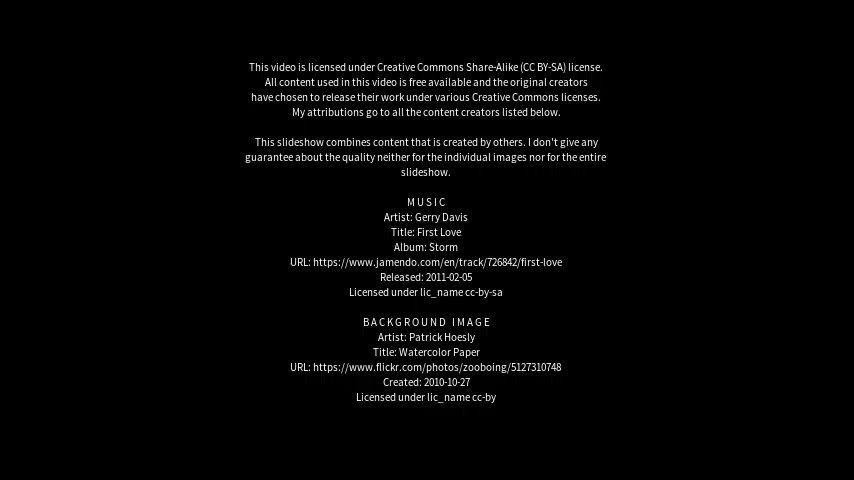 This video is licensed under Creative Commons Share-Alike (CC BY-SA) license.
All content used in this video is free available and the original creators
have chosen to release their work under various Creative Commons licenses.
My attributions go to all the content creators listed below.
This slideshow combines content that is created by others. I don't give any
guarantee about the quality neither for the individual images nor for the entire
slideshow.
MUSIC
Artist: Gerry Davis
Title: First Love
Album: Storm
URL: https://www.jamendo.com/en/track/726842/first-love
Released: 2011-02-05
Licensed under lic_name cc-by-sa
BACKGROUND IMAGE
Artist: Patrick Hoesly
Title: Watercolor Paper
URL: https://www.flickr.com/photos/zooboing/5127310748
Created: 2010-10-27
Licensed under lic_name cc-by